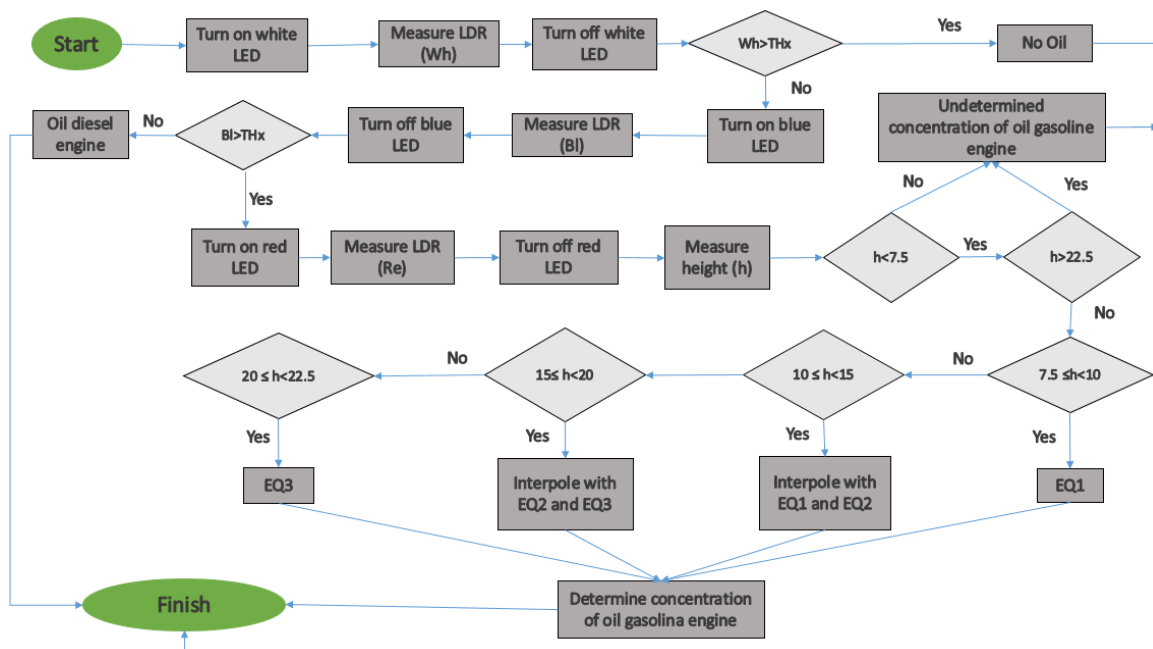 Start
Turn on white
LED
Measure LDR
(Wh)
Turn off white
LED
Wh>THx
Yes
No Oil
No
Oil diesel
engine
No
Bl>THx
Turn off blue
LED
Measure LDR
(Bl)
Turn on blue
LED
Undetermined
concentration of oil gasoline
engine
Yes
No
Yes
Turn on red
LED
Measure LDR
(Re)
Turn off red
LED
Measure
height (h)
h<7.5
Yes
h>22.5
No
20 ≤ h<22.5
No
15≤ h<20
10 ≤ h<15
No
7.5 ≤h<10
Yes
Yes
Yes
Yes
EQ3
Interpole with
EQ2 and EQ3
Interpole with
EQ1 and EQ2
EQ1
Finish
Determine concentration
of oil gasolina engine